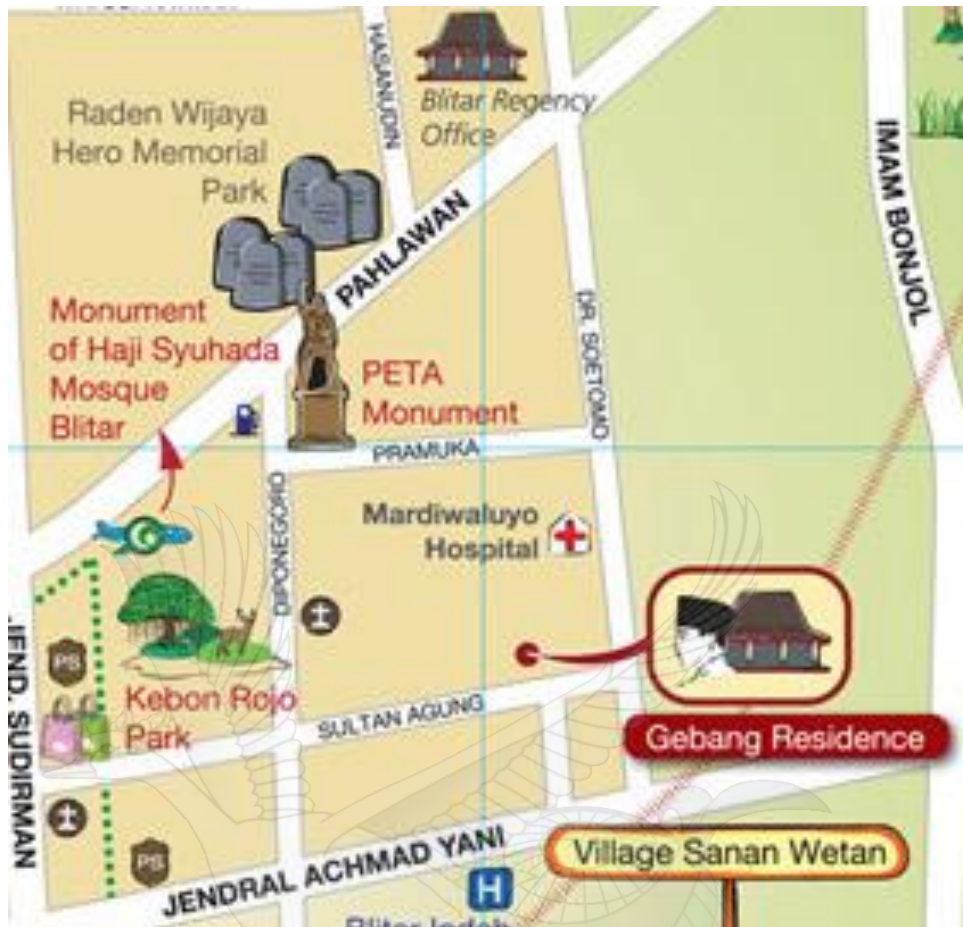 HASANUDIN
Blitar Regency
Office
Raden Wijaya
Hero Memorial
Park
IMAM BONJOL
PAHLAWAN
Monument
of Haji Syuhada
Mosque
Blitar
DR. SOETOMO
PETA
Monument
PRAMUKA
DIPONEGORO
Mardiwaluyo
Hospital
JEND. SUDIRMAN
PS
Kebon Rojo
Park
SULTAN AGUNG
Gebang Residence
PS
JENDRAL ACHMAD YANI
Village Sanan Wetan
H